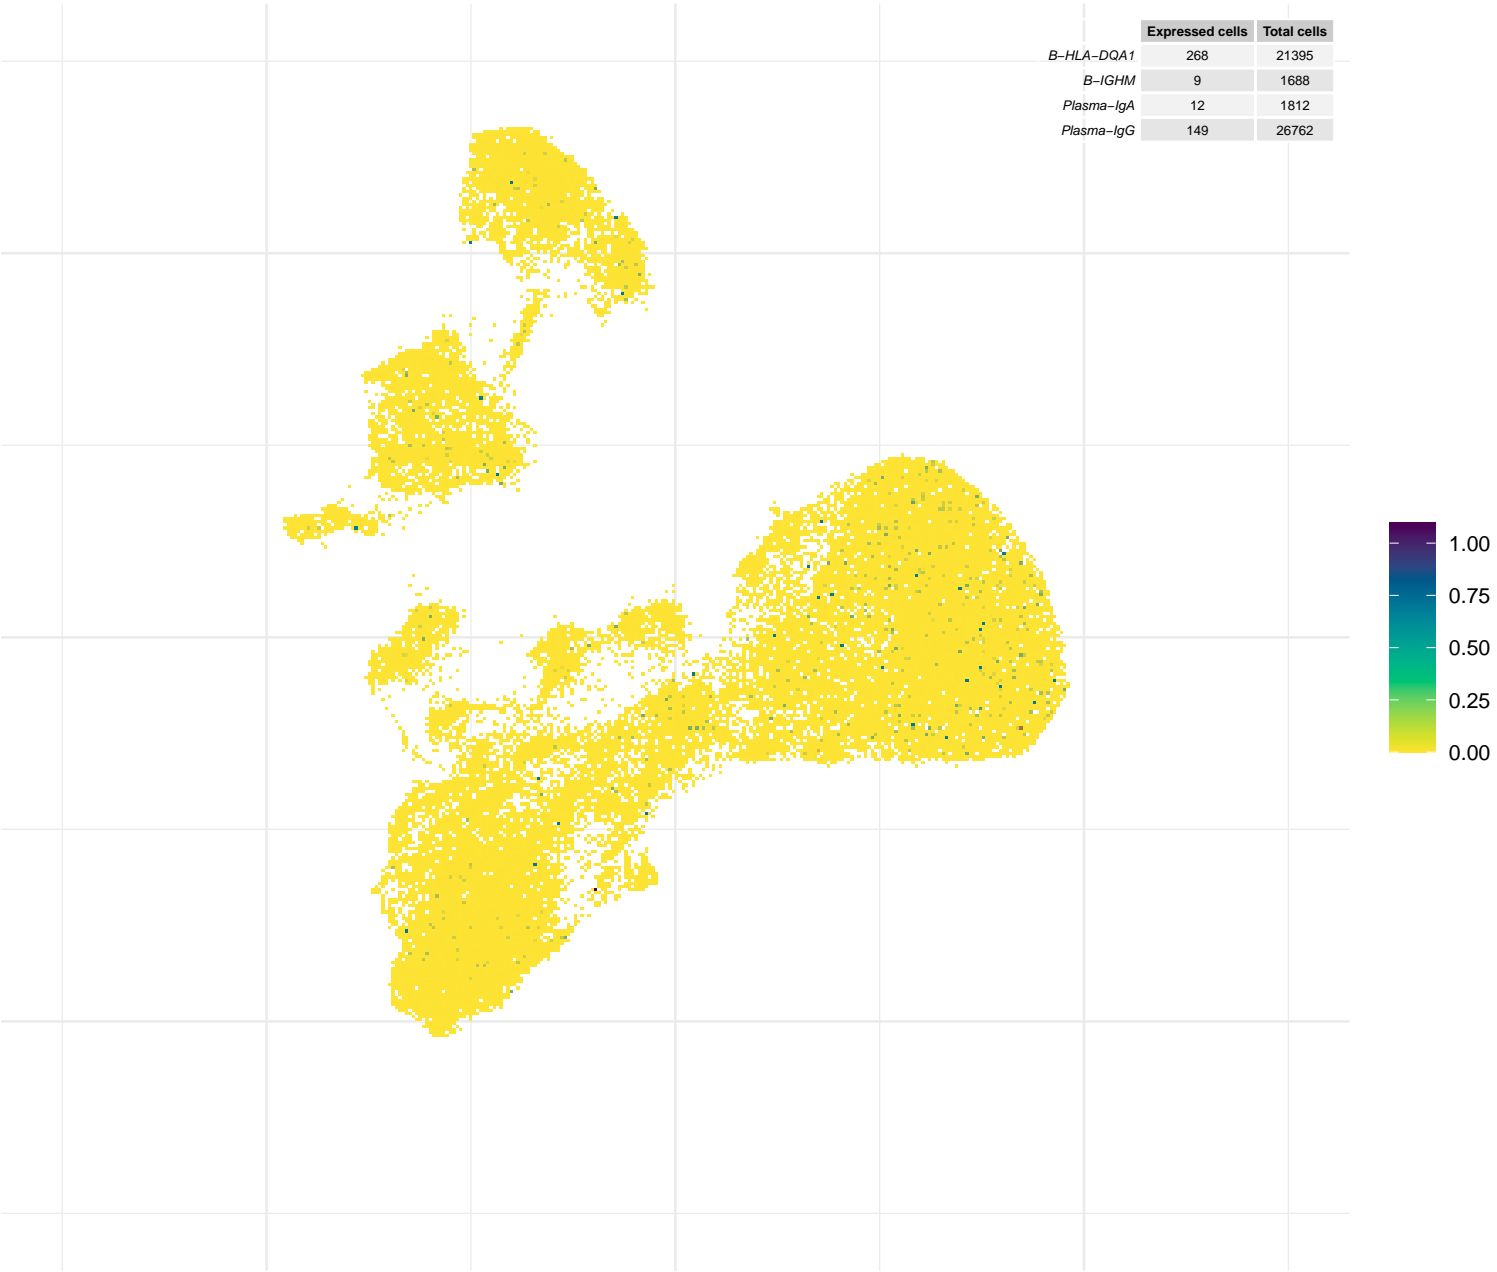 Expressed cells Total cells
B−HLA−DQA1 268 21395
B−IGHM 9 1688
Plasma−IgA 12 1812
Plasma−IgG 149 26762
1.00
0.75
0.50
0.25
0.00